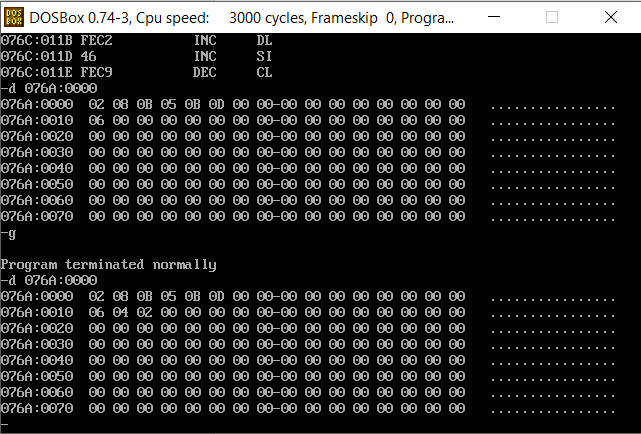 DOSBox 0.74-3, Cpu speed: 3000 cycles, Frameskip 0, Progra...
076C:011B FEC2 INC DL
076C:011D 46 INC SI
076C:011E FEC9 DEC CL
-d 076A:0000
076A:0000 02 08 0B 05 0B 0D 00 00-00 00 00 00 00 00 00 00 ................
076A:0010 06 00 00 00 00 00 00 00-00 00 00 00 00 00 00 00 ................
076A:0020 00 00 00 00 00 00 00 00-00 00 00 00 00 00 00 00 ................
076A:0030 00 00 00 00 00 00 00 00-00 00 00 00 00 00 00 00 ................
076A:0040 00 00 00 00 00 00 00 00-00 00 00 00 00 00 00 00 ................
076A:0050 00 00 00 00 00 00 00 00-00 00 00 00 00 00 00 00 ................
076A:0060 00 00 00 00 00 00 00 00-00 00 00 00 00 00 00 00 ................
076A:0070 00 00 00 00 00 00 00 00-00 00 00 00 00 00 00 00 ................
-g
Program terminated normally
-d 076A:0000
076A:0000 02 08 0B 05 0B 0D 00 00-00 00 00 00 00 00 00 00 ................
076A:0010 06 04 02 00 00 00 00 00-00 00 00 00 00 00 00 00 ................
076A:0020 00 00 00 00 00 00 00 00-00 00 00 00 00 00 00 00 ................
076A:0030 00 00 00 00 00 00 00 00-00 00 00 00 00 00 00 00 ................
076A:0040 00 00 00 00 00 00 00 00-00 00 00 00 00 00 00 00 ................
076A:0050 00 00 00 00 00 00 00 00-00 00 00 00 00 00 00 00 ................
076A:0060 00 00 00 00 00 00 00 00-00 00 00 00 00 00 00 00 ................
076A:0070 00 00 00 00 00 00 00 00-00 00 00 00 00 00 00 00 ................
-